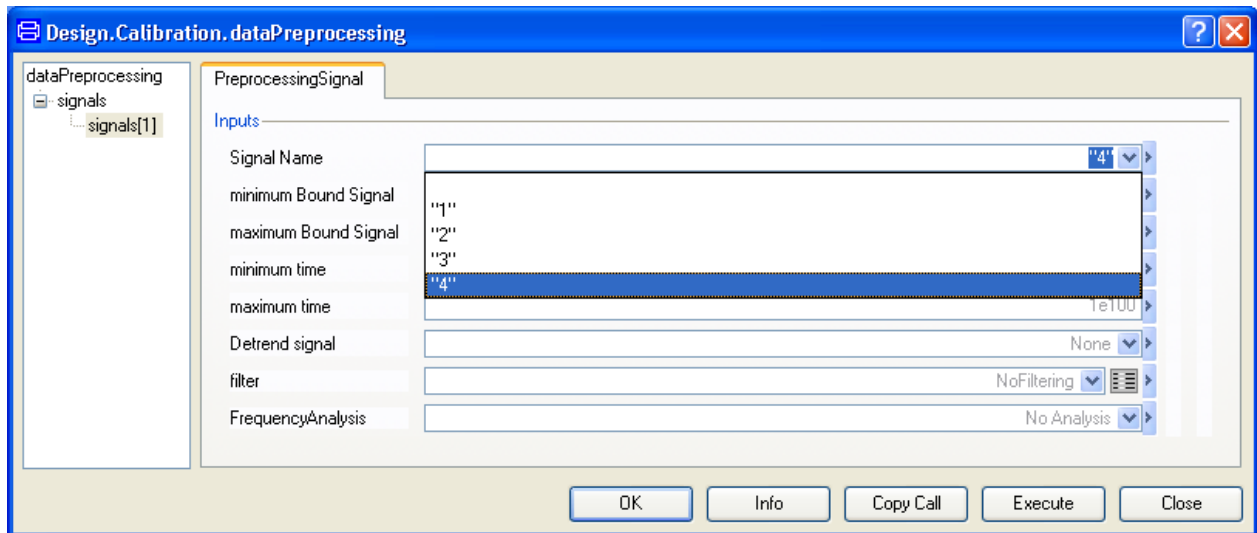 Design.Calibration.dataPreprocessing
dataPreprocessing
signals
signals[1]
PreprocessingSignal
Inputs
Signal Name "4"
minimum Bound Signal
"1"
maximum Bound Signal
"2"
"3"
minimum time
"4"
maximum time 1e100
Detrend signal None
filter NoFiltering
FrequencyAnalysis No Analysis
OK Info Copy Call Execute Close